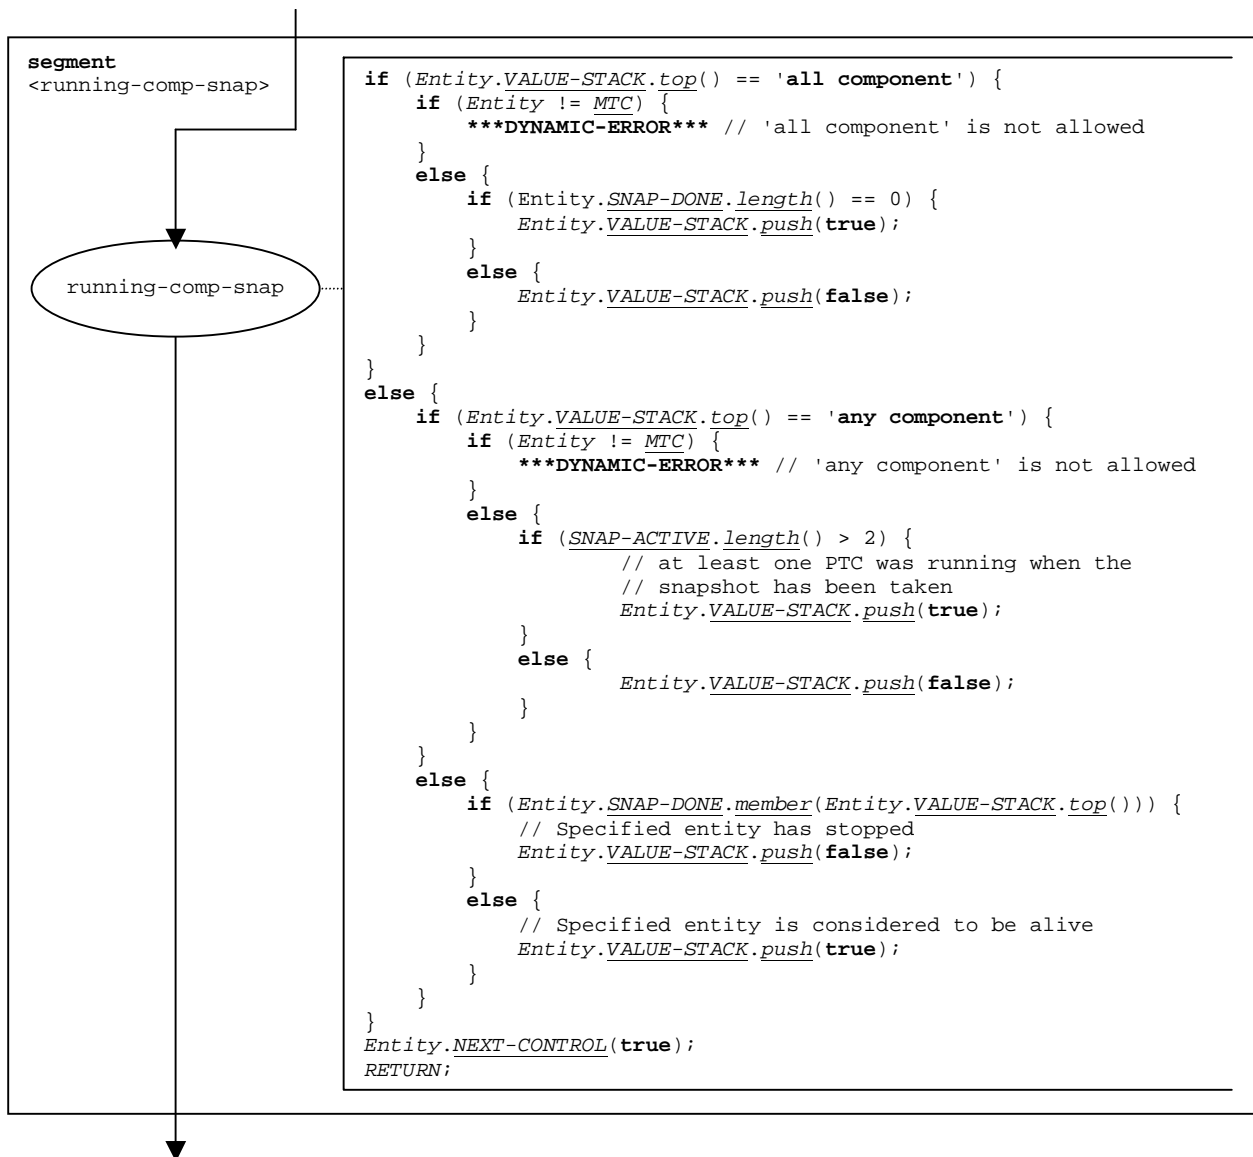 segment
<running-comp-snap>
running-comp-snap
if (Entity.VALUE-STACK.top() == 'all component') {
if (Entity != MTC) {
***DYNAMIC-ERROR*** // 'all component' is not allowed
}
else {
if (Entity.SNAP-DONE.length() == 0) {
Entity.VALUE-STACK.push(true);
}
else {
Entity.VALUE-STACK.push(false);
}
}
}
else {
if (Entity.VALUE-STACK.top() == 'any component') {
if (Entity != MTC) {
***DYNAMIC-ERROR*** // 'any component' is not allowed
}
else {
if (SNAP-ACTIVE.length() > 2) {
// at least one PTC was running when the
// snapshot has been taken
Entity.VALUE-STACK.push(true);
}
else {
Entity.VALUE-STACK.push(false);
}
}
}
else {
if (Entity.SNAP-DONE.member(Entity.VALUE-STACK.top())) {
// Specified entity has stopped
Entity.VALUE-STACK.push(false);
}
else {
// Specified entity is considered to be alive
Entity.VALUE-STACK.push(true);
}
}
}
Entity.NEXT-CONTROL(true);
RETURN;